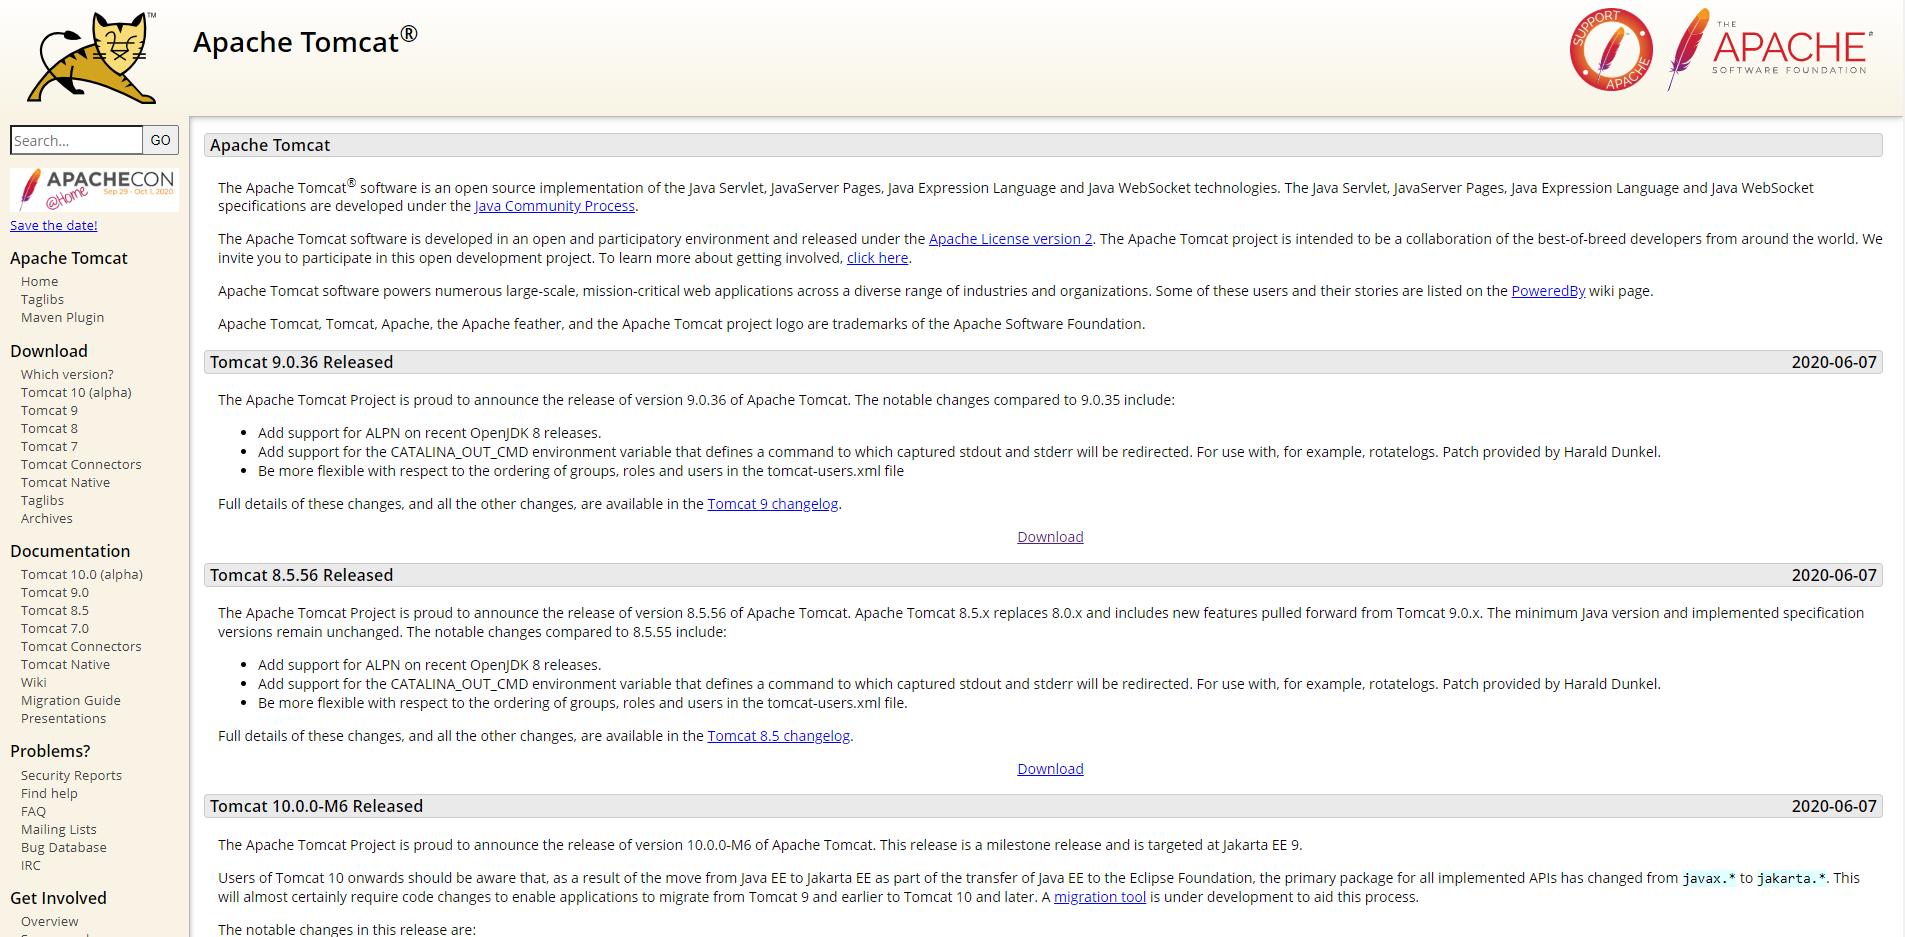 TM
Apache Tomcat®
SUPPORT APACHE
THE
APACHE
SOFTWARE FOUNDATION
Search...
GO
APACHECON
@Home
Sep 29 - Oct 1, 2020
Save the date!
Apache Tomcat
Home
Taglibs
Maven Plugin
Download
Which version?
Tomcat 10 (alpha)
Tomcat 9
Tomcat 8
Tomcat 7
Tomcat Connectors
Tomcat Native
Taglibs
Archives
Documentation
Tomcat 10.0 (alpha)
Tomcat 9.0
Tomcat 8.5
Tomcat 7.0
Tomcat Connectors
Tomcat Native
Wiki
Migration Guide
Presentations
Problems?
Security Reports
Find help
FAQ
Mailing Lists
Bug Database
IRC
Get Involved
Overview
Apache Tomcat
The Apache Tomcat® software is an open source implementation of the Java Servlet, JavaServer Pages, Java Expression Language and Java WebSocket technologies. The Java Servlet, JavaServer Pages, Java Expression Language and Java WebSocket
specifications are developed under the Java Community Process.
The Apache Tomcat software is developed in an open and participatory environment and released under the Apache License version 2. The Apache Tomcat project is intended to be a collaboration of the best-of-breed developers from around the world. We
invite you to participate in this open development project. To learn more about getting involved, click here.
Apache Tomcat software powers numerous large-scale, mission-critical web applications across a diverse range of industries and organizations. Some of these users and their stories are listed on the PoweredBy wiki page.
Apache Tomcat, Tomcat, Apache, the Apache feather, and the Apache Tomcat project logo are trademarks of the Apache Software Foundation.
Tomcat 9.0.36 Released 2020-06-07
The Apache Tomcat Project is proud to announce the release of version 9.0.36 of Apache Tomcat. The notable changes compared to 9.0.35 include:
• Add support for ALPN on recent OpenJDK 8 releases.
• Add support for the CATALINA_OUT_CMD environment variable that defines a command to which captured stdout and stderr will be redirected. For use with, for example, rotatelogs. Patch provided by Harald Dunkel.
• Be more flexible with respect to the ordering of groups, roles and users in the tomcat-users.xml file
Full details of these changes, and all the other changes, are available in the Tomcat 9 changelog.
Download
Tomcat 8.5.56 Released 2020-06-07
The Apache Tomcat Project is proud to announce the release of version 8.5.56 of Apache Tomcat. Apache Tomcat 8.5.x replaces 8.0.x and includes new features pulled forward from Tomcat 9.0.x. The minimum Java version and implemented specification
versions remain unchanged. The notable changes compared to 8.5.55 include:
• Add support for ALPN on recent OpenJDK 8 releases.
• Add support for the CATALINA_OUT_CMD environment variable that defines a command to which captured stdout and stderr will be redirected. For use with, for example, rotatelogs. Patch provided by Harald Dunkel.
• Be more flexible with respect to the ordering of groups, roles and users in the tomcat-users.xml file.
Full details of these changes, and all the other changes, are available in the Tomcat 8.5 changelog.
Download
Tomcat 10.0.0-M6 Released 2020-06-07
The Apache Tomcat Project is proud to announce the release of version 10.0.0-M6 of Apache Tomcat. This release is a milestone release and is targeted at Jakarta EE 9.
Users of Tomcat 10 onwards should be aware that, as a result of the move from Java EE to Jakarta EE as part of the transfer of Java EE to the Eclipse Foundation, the primary package for all implemented APIs has changed from javax.* to jakarta.*. This
will almost certainly require code changes to enable applications to migrate from Tomcat 9 and earlier to Tomcat 10 and later. A migration tool is under development to aid this process.
The notable changes in this release are: